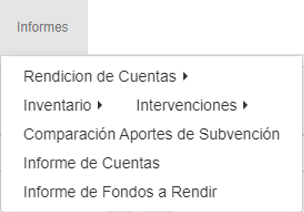 Informes
Rendicion de Cuentas
Inventario Intervenciones
Comparación Aportes de Subvención
Informe de Cuentas
Informe de Fondos a Rendir